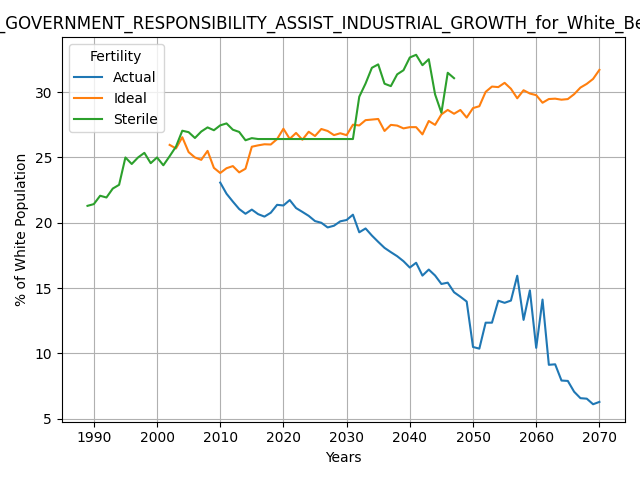 _GOVERNMENT_RESPONSIBILITY_ASSIST_INDUSTRIAL_GROWTH_for_White_Be
Fertility
Actual
Ideal
Sterile
% of White Population
30
25
20
15
10
5
1990 2000 2010 2020 2030 2040 2050 2060 2070
Years